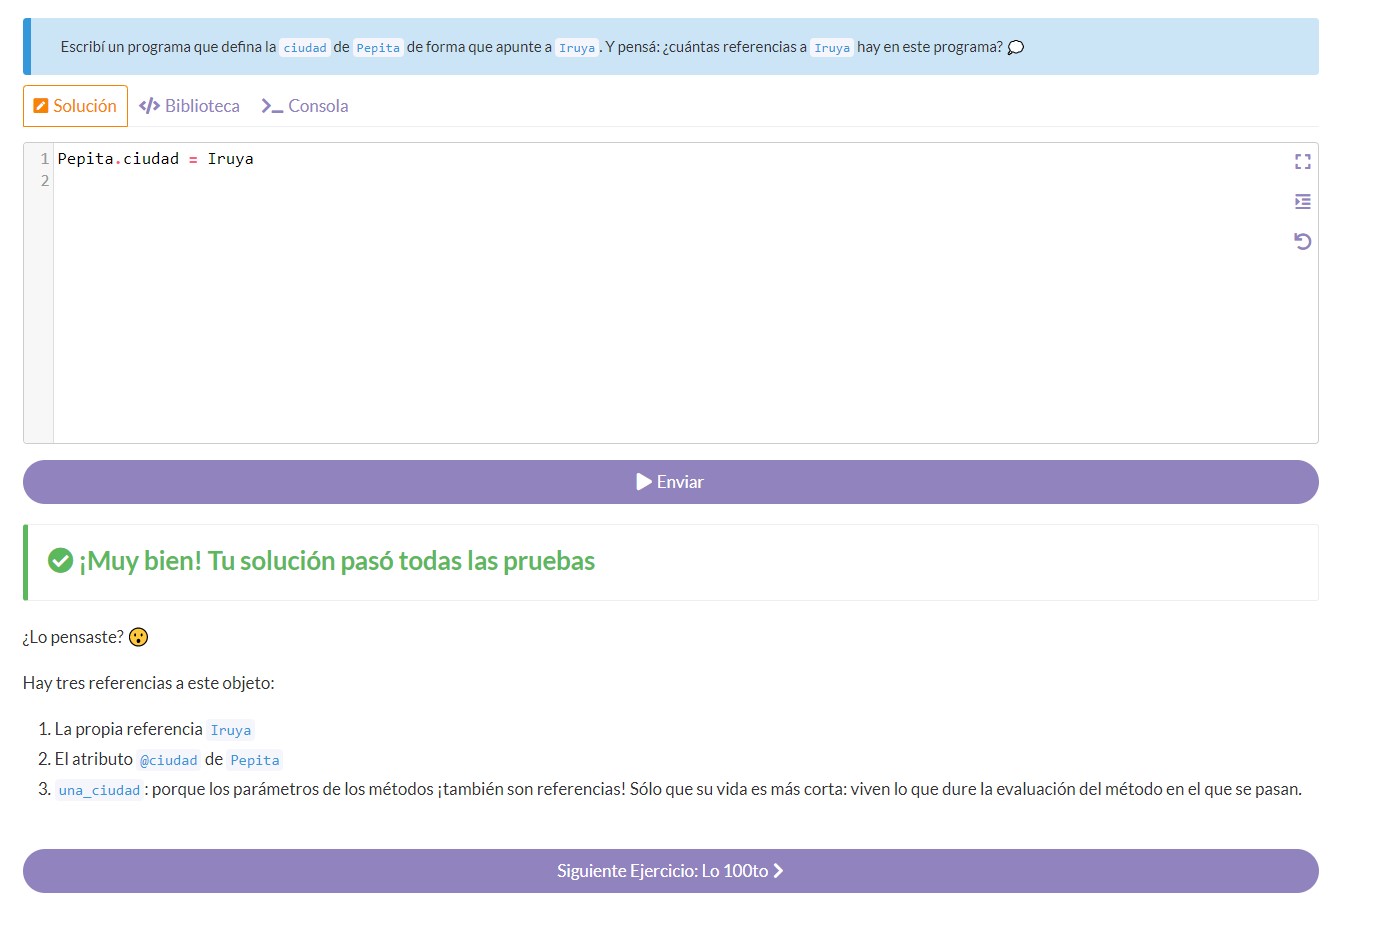 Escribí un programa que defina la ciudad de Pepita de forma que apunte a Iruya. Y pensá: ¿cuántas referencias a Iruya hay en este programa? 💭
Solución </> Biblioteca >_ Consola
1 Pepita.ciudad = Iruya
2
Enviar
¡Muy bien! Tu solución pasó todas las pruebas
¿Lo pensaste? 😮
Hay tres referencias a este objeto:
1. La propia referencia Iruya
2. El atributo @ciudad de Pepita
3. una_ciudad: porque los parámetros de los métodos ¡también son referencias! Sólo que su vida es más corta: viven lo que dure la evaluación del método en el que se pasan.
Siguiente Ejercicio: Lo 100to